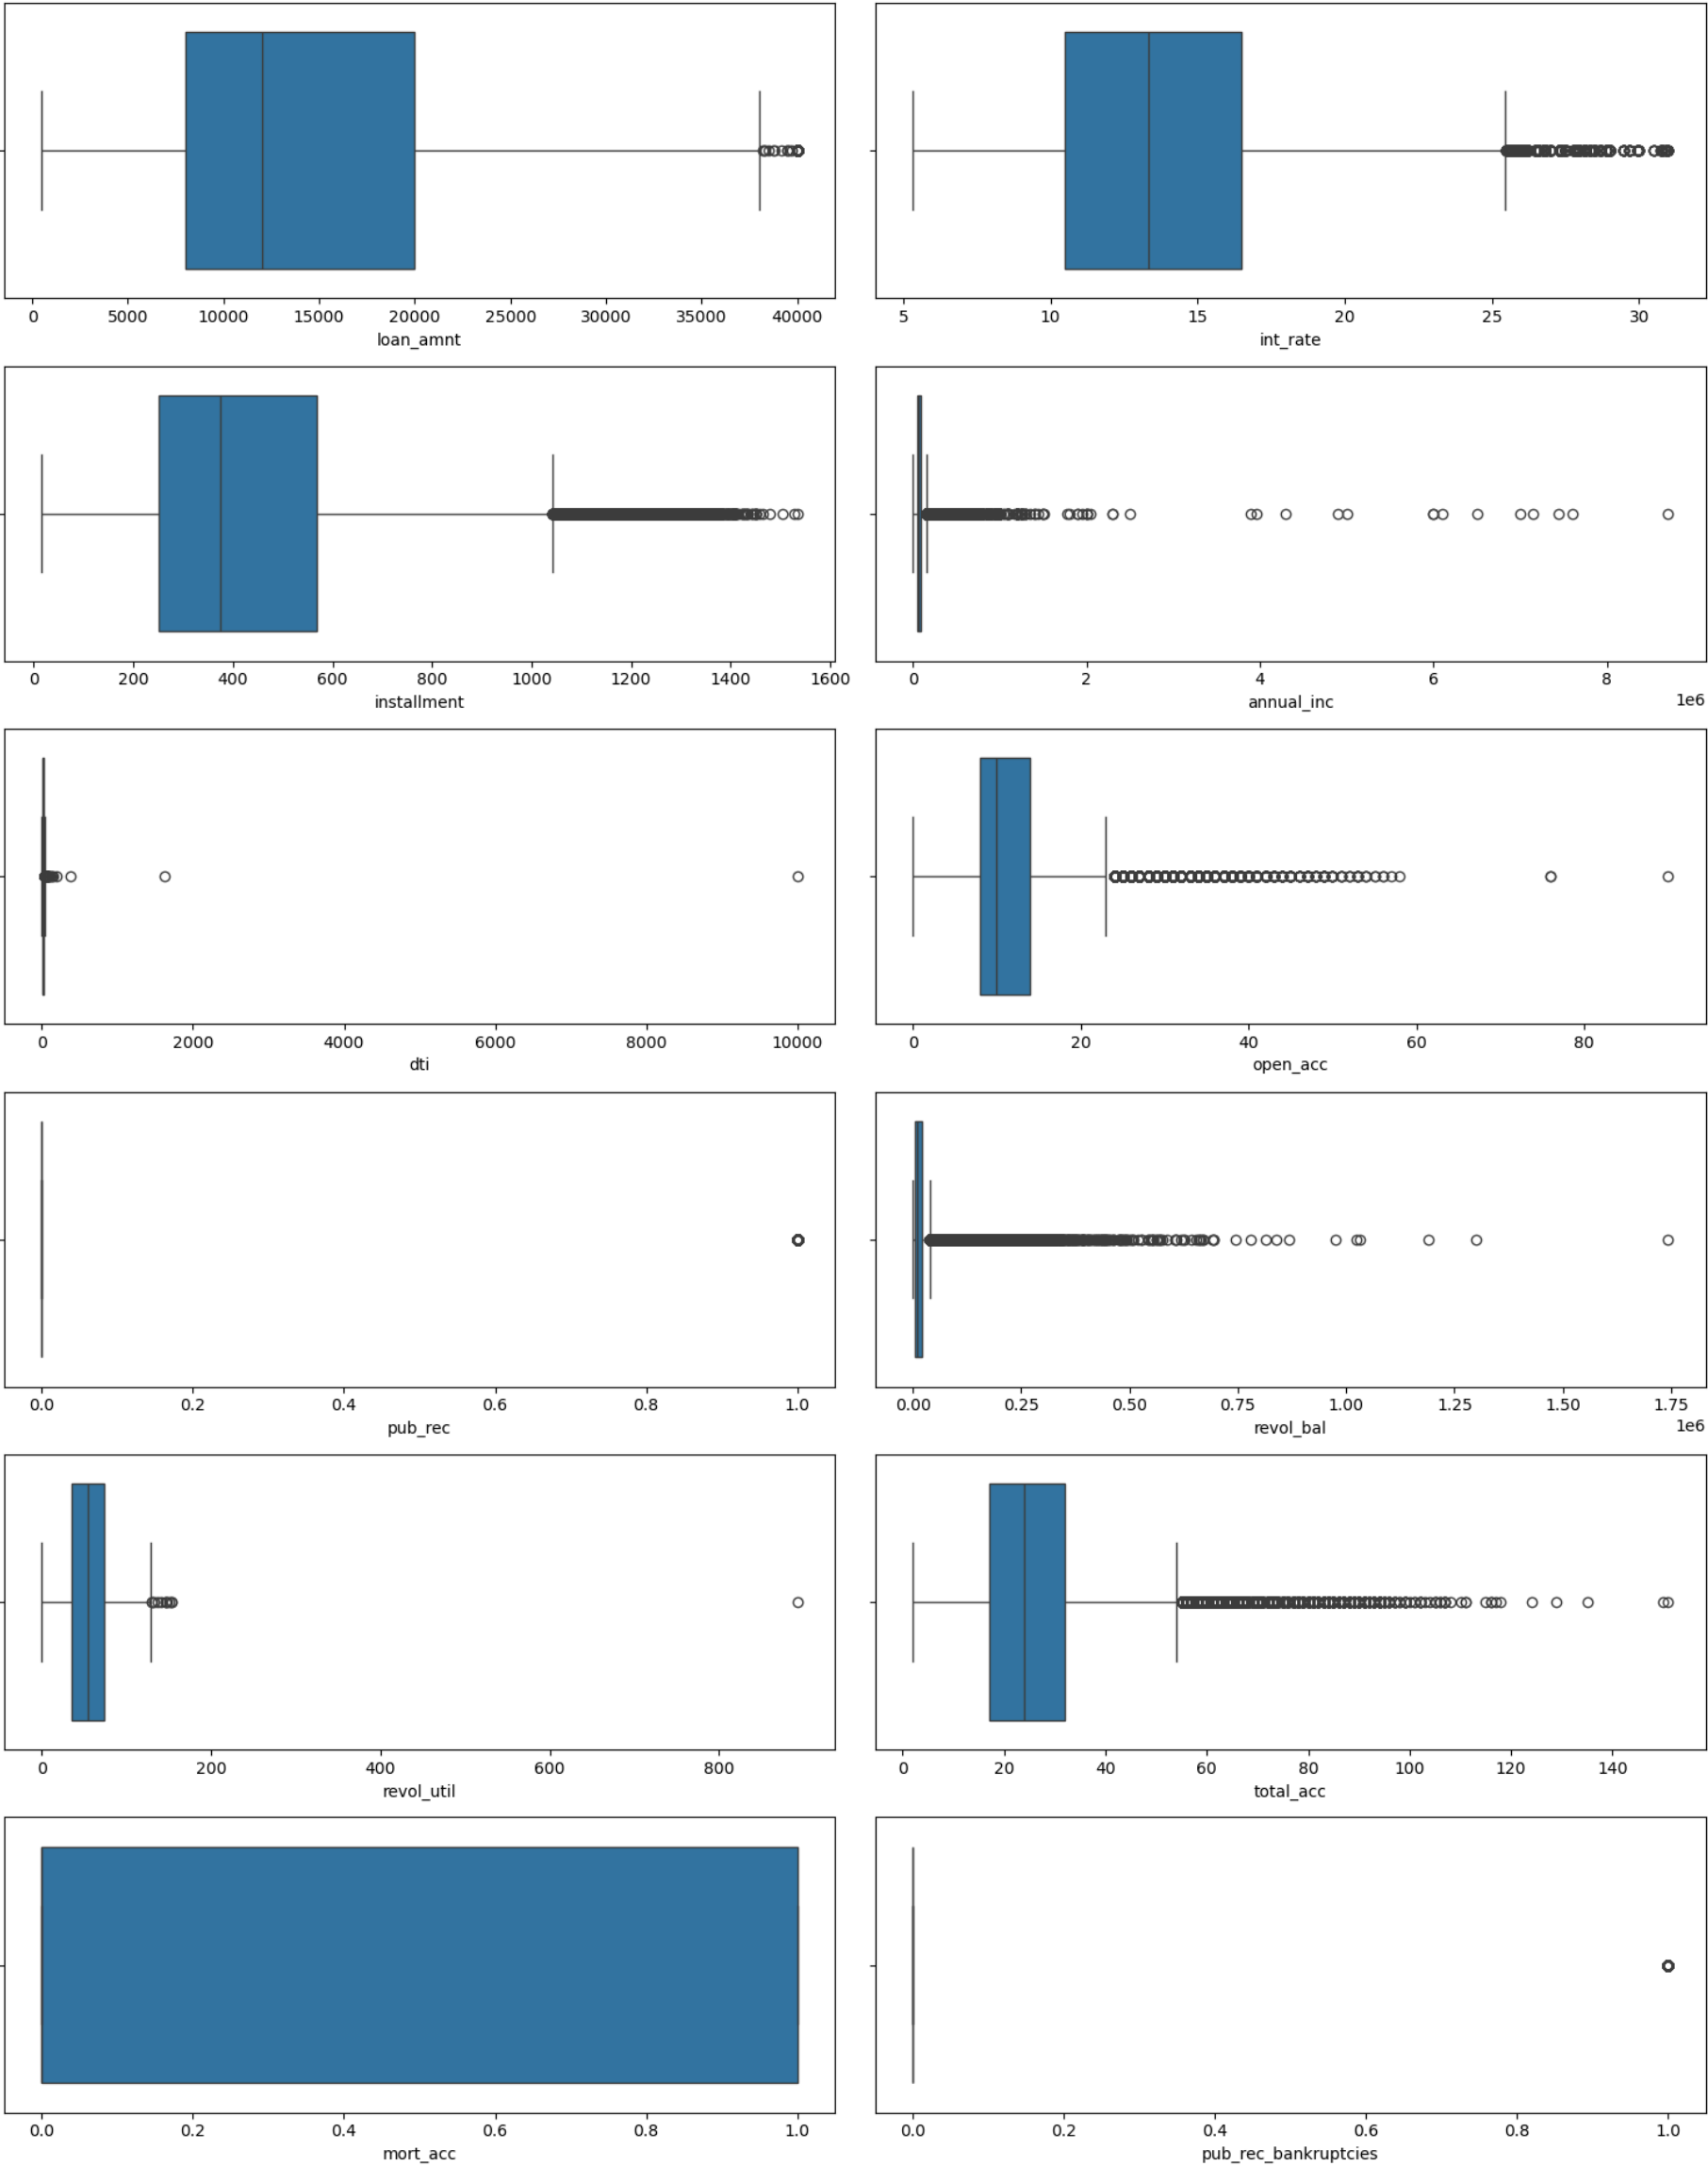 0 5000 10000 15000 20000 25000 30000 35000 40000
loan_amnt
5 10 15 20 25 30
int_rate
0 200 400 600 800 1000 1200 1400 1600
installment
0 2 4 6 8
1e6
annual_inc
0 2000 4000 6000 8000 10000
dti
0 20 40 60 80
open_acc
0.0 0.2 0.4 0.6 0.8 1.0
pub_rec
0.00 0.25 0.50 0.75 1.00 1.25 1.50 1.75
1e6
revol_bal
0 200 400 600 800
revol_util
0 20 40 60 80 100 120 140
total_acc
0.0 0.2 0.4 0.6 0.8 1.0
mort_acc
0.0 0.2 0.4 0.6 0.8 1.0
pub_rec_bankruptcies